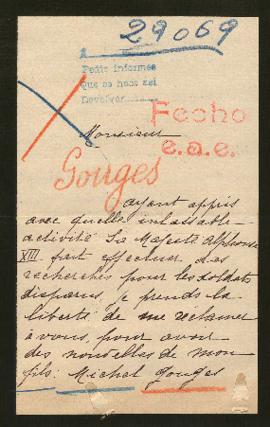 29069
A
Pedir informes
Que se hace así
Devolver
Monsieur
Fecho
e.a.e.
Gouges
ayant appris
avec quelle inlassable
activité Sa Majesté Alphonse
XIII fait effectuer des
recherches pour les soldats
disparus, je prends la
liberté de me réclamer
à vous, pour avoir
des nouvelles de mon
fils: Michel Gouges